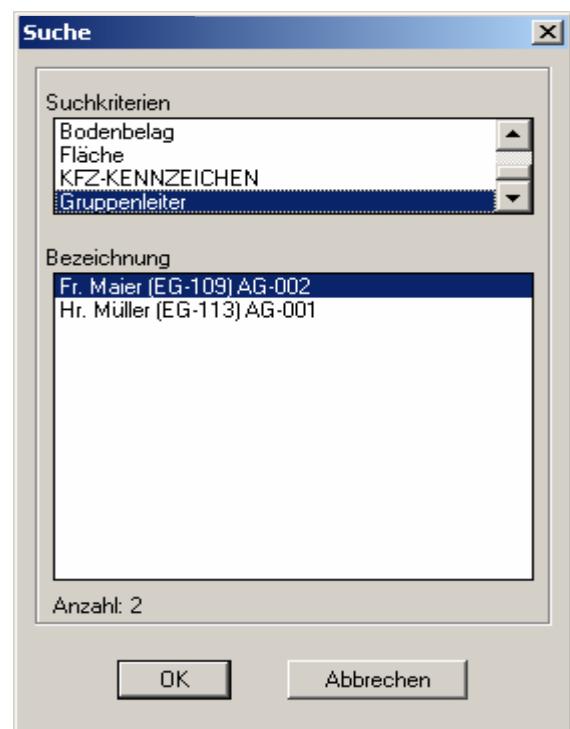 Suche
Suchkriterien
Bodenbelag
Fläche
KFZ-KENNZEICHEN
Gruppenleiter
Bezeichnung
Fr. Maier (EG-109) AG-002
Hr. Müller (EG-113) AG-001
Anzahl: 2
OK Abbrechen